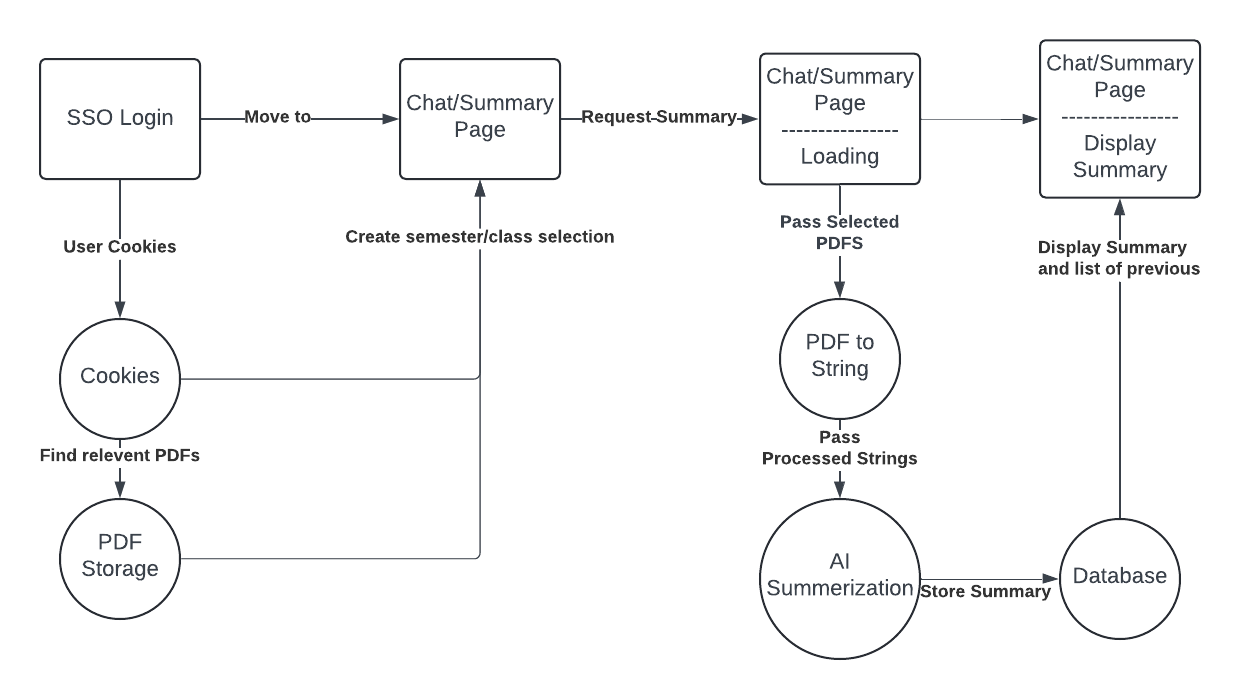 SSO Login
Move to
Chat/Summary
Page
Request Summary
Chat/Summary
Page
------------------
Loading
Chat/Summary
Page
------------------
Display
Summary
User Cookies
Create semester/class selection
Pass Selected
PDFS
Display Summary
and list of previous
Cookies
PDF to
String
Find relevent PDFs
Pass
Processed Strings
PDF
Storage
AI
Summerization
Store Summary
Database